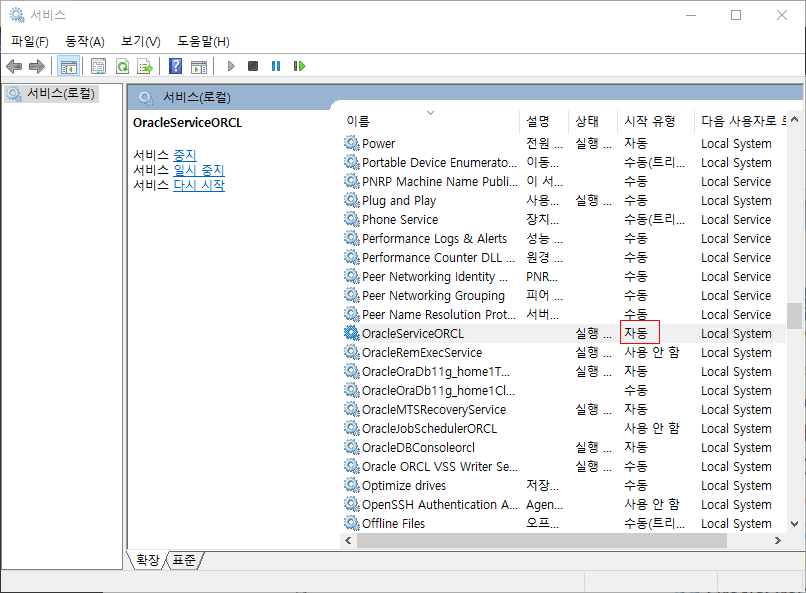 서비스
파일(F) 동작(A) 보기(V) 도움말(H)
서비스(로컬)
서비스(로컬)
OracleServiceORCL
서비스 중지
서비스 일시 중지
서비스 다시 시작
이름 설명 상태 시작 유형 다음 사용자로
Power 전원 ... 실행 ... 자동 Local System
Portable Device Enumerato... 이동... 수동(트리... Local System
PNRP Machine Name Publi... 이 서... 수동 Local Service
Plug and Play 사용... 실행 ... 수동 Local System
Phone Service 장치... 수동(트리... Local Service
Performance Logs & Alerts 성능 ... 수동 Local Service
Performance Counter DLL ... 원경 ... 수동 Local Service
Peer Networking Identity ... PNR... 수동 Local Service
Peer Networking Grouping 피어 ... 수동 Local Service
Peer Name Resolution Prot... 서버... 수동 Local Service
OracleServiceORCL 실행 ... 자동 Local System
OracleRemExecService 실행 ... 사용 안 함 Local System
OracleOraDb11g_home1T... 실행 ... 자동 Local System
OracleOraDb11g_home1Cl... 수동 Local System
OracleMTSRecoveryService 실행 ... 자동 Local System
OracleJobSchedulerORCL 사용 안 함 Local System
OracleDBConsoleorcl 실행 ... 자동 Local System
Oracle ORCL VSS Writer Se... 실행 ... 수동 Local System
Optimize drives 저장... 수동 Local System
OpenSSH Authentication A... Agen... 사용 안 함 Local System
Offline Files 오프... 수동(트리... Local System
확장 표준